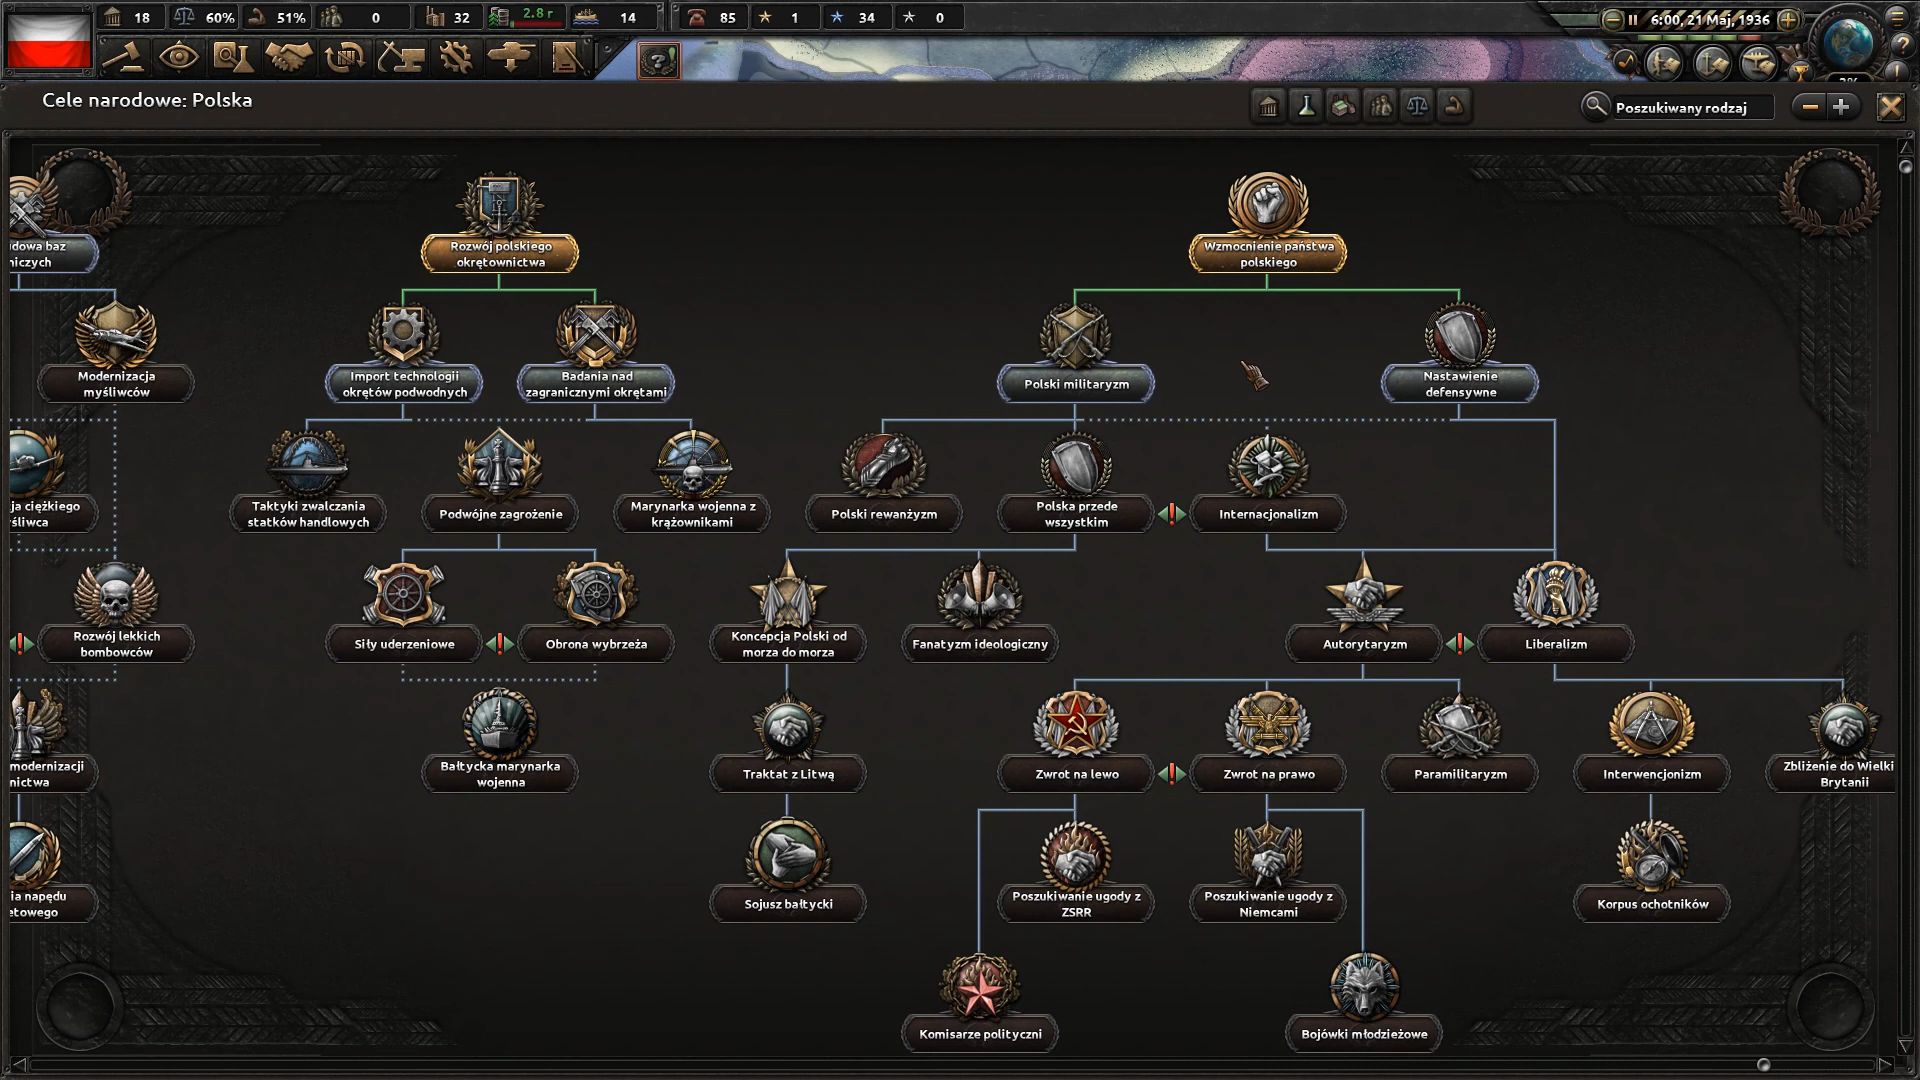 18
60%
51%
0
32
2.8 г
14
85
1
34
0
6:00, 21 Maj, 1936
Cele narodowe: Polska
Poszukiwany rodzaj
Rozwój polskiego
okrętownictwa
Wzmocnienie państwa
polskiego
Modernizacja
myśliwców
Import technologii
okrętów podwodnych
Badania nad
zagranicznymi okrętami
Polski militaryzm
Nastawienie
defensywne
Taktyki zwalczania
statków handlowych
Podwójne zagrożenie
Marynarka wojenna z
krążownikami
Polski rewanżyzm
Polska przede
wszystkim
Internacjonalizm
Rozwój lekkich
bombowców
Siły uderzeniowe
Obrona wybrzeża
Koncepcja Polski od
morza do morza
Fanatyzm ideologiczny
Autorytaryzm
Liberalizm
modernizacji
Bałtycka marynarka
wojenna
Traktat z Litwą
Zwrot na lewo
Zwrot na prawo
Paramilitaryzm
Interwencjonizm
Zbliżenie do Wielki
Brytanii
napędu
Sojusz bałtycki
Poszukiwanie ugody z
ZSRR
Poszukiwanie ugody z
Niemcami
Korpus ochotników
Komisarze polityczni
Bojówki młodzieżowe